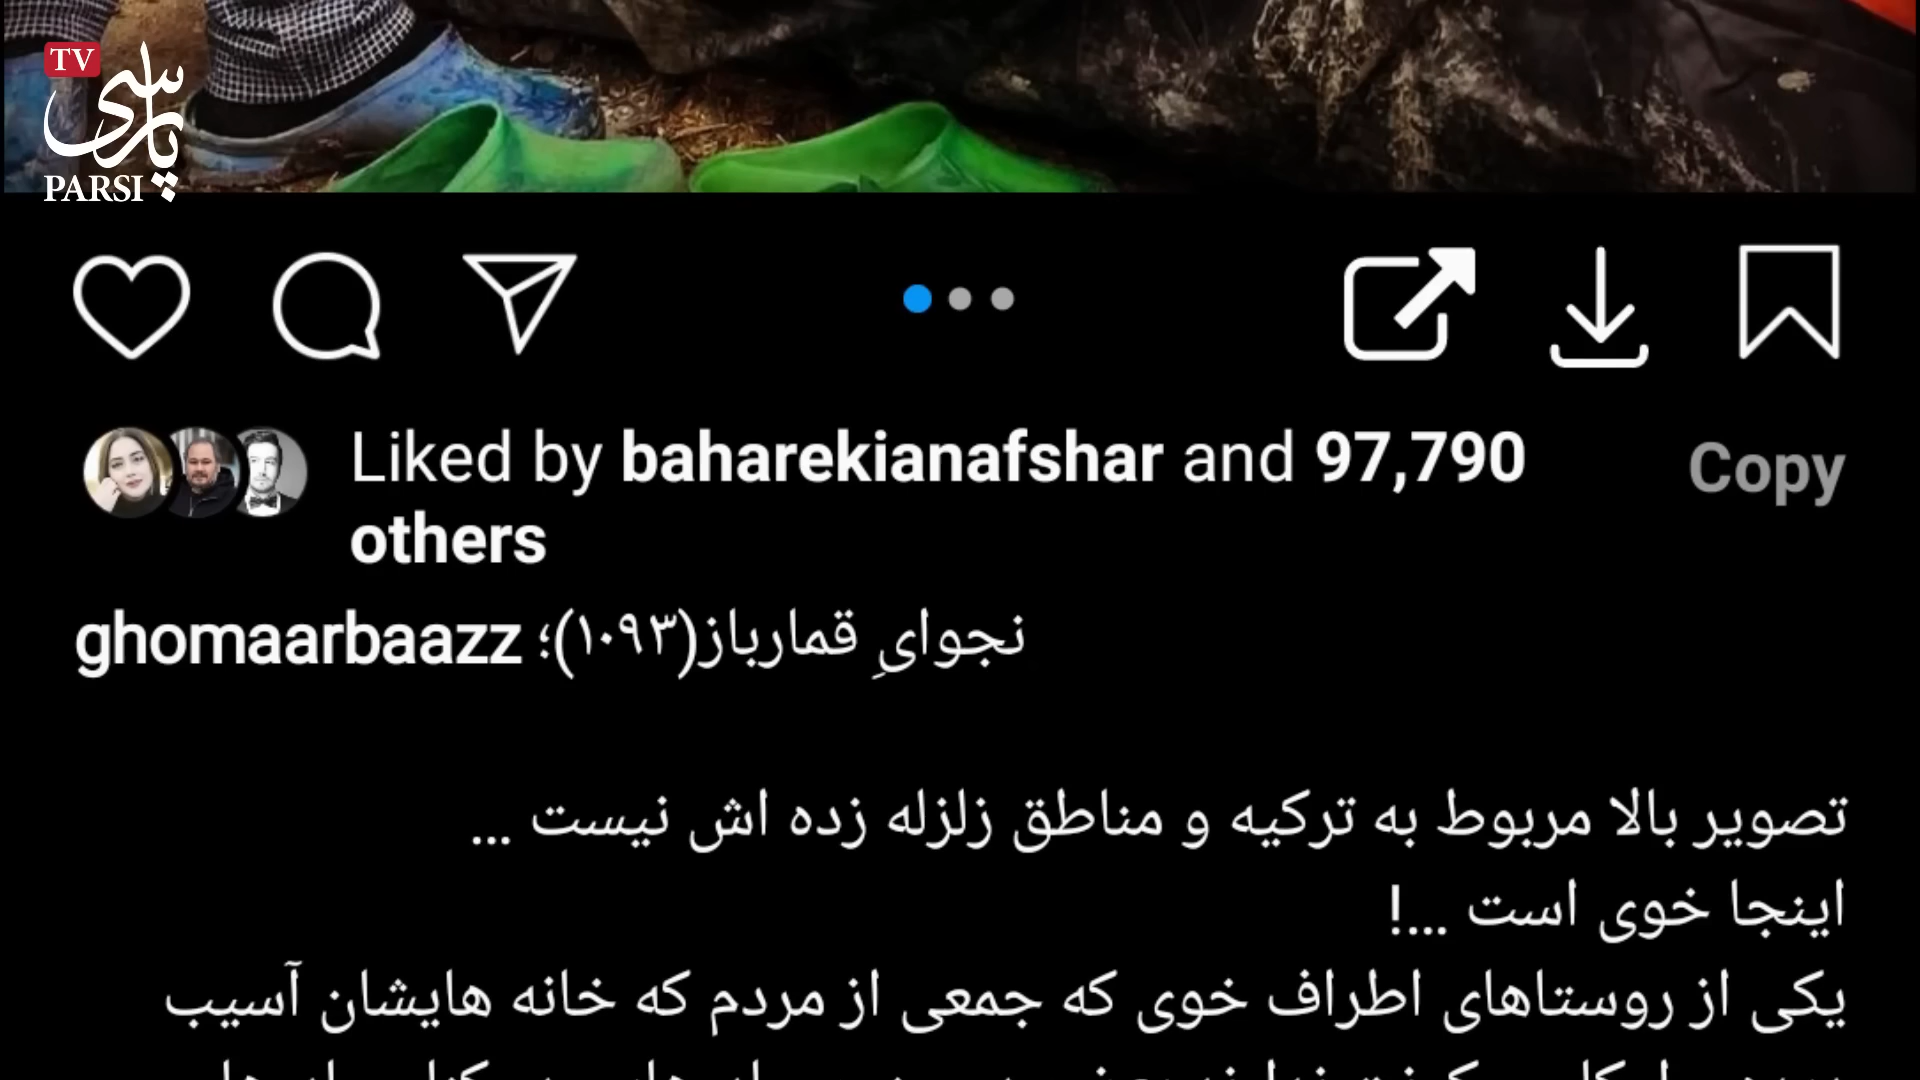 TV
پارسی
PARSI
Liked by baharekianafshar and 97,790
others
Copy
ghomaarbaazz نجوایِ قمارباز(۱۰۹۳)؛
تصویر بالا مربوط به ترکیه و مناطق زلزله زده اش نیست ...
اینجا خوی است ...!
یکی از روستاهای اطراف خوی که جمعی از مردم که خانه هایشان آسیب